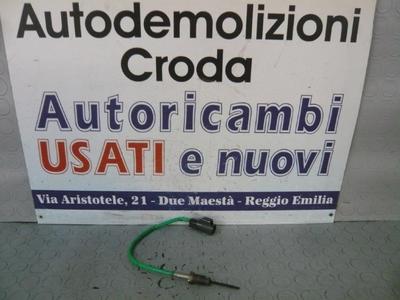 Autodemolizioni
Croda
Autoricambi
USATI e nuovi
Via Aristotele, 21 - Due Maestà - Reggio Emilia